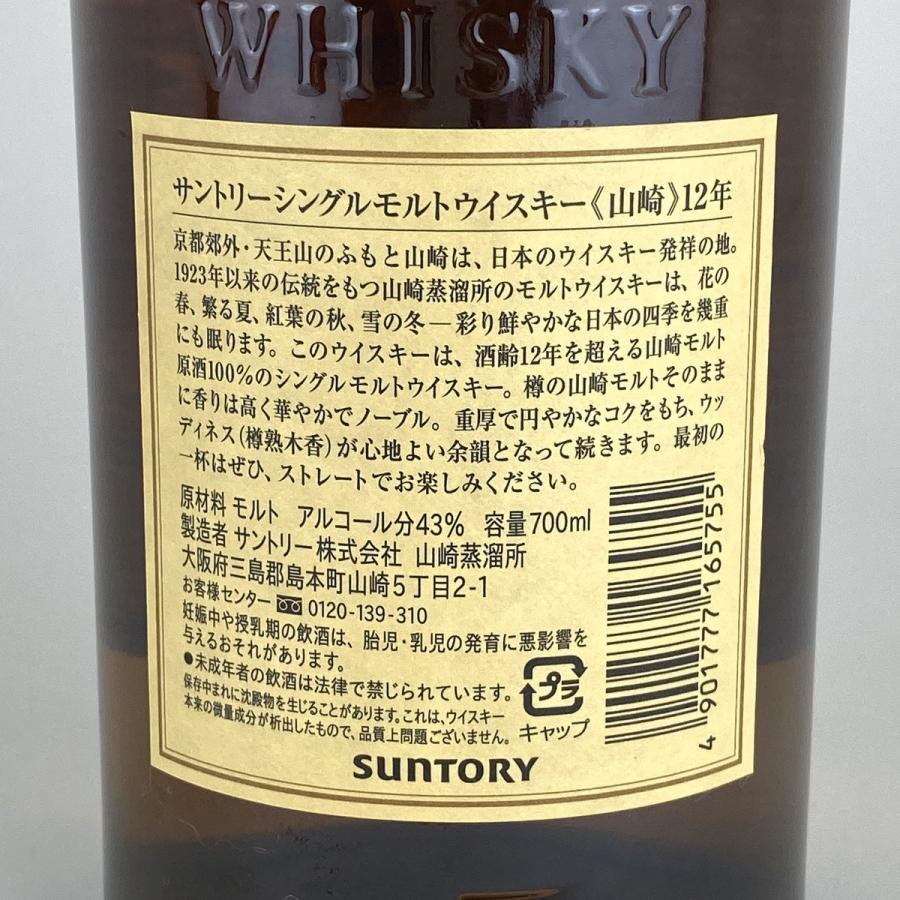 WHISKY
サントリーシングルモルトウイスキー《山崎》12年
京都郊外・天王山のふもと山崎は、日本のウイスキー発祥の地。
1923年以来の伝統をもつ山崎蒸溜所のモルトウイスキーは、花の
春、繁る夏、紅葉の秋、雪の冬―彩り鮮やかな日本の四季を幾重
にも眠ります。このウイスキーは、酒齢12年を超える山崎モルト
原酒100%のシングルモルトウイスキー。樽の山崎モルトそのまま
に香りは高く華やかでノーブル。重厚で円やかなコクをもち、ウッ
ディネス(樽熟木香)が心地よい余韻となって続きます。最初の
一杯はぜひ、ストレートでお楽しみください。
原材料 モルト アルコール分43% 容量700ml
製造者 サントリー株式会社 山崎蒸溜所
大阪府三島郡島本町山崎5丁目2-1
お客様センター 0120-139-310
妊娠中や授乳期の飲酒は、胎児・乳児の発育に悪影響を
与えるおそれがあります。
●未成年者の飲酒は法律で禁じられています。
保存中まれに沈殿物を生じることがあります。これは、ウイスキー
本来の微量成分が析出したもので、品質上問題ございません。
プラ
キャップ
4 901777 165755
SUNTORY